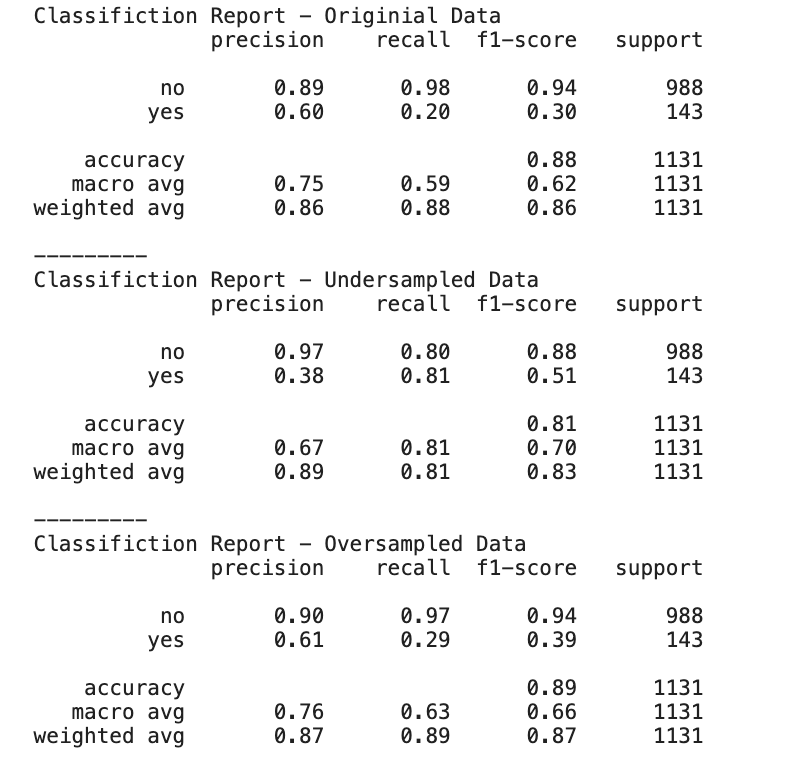 Classifiction Report - Originial Data
precision recall f1-score support
no 0.89 0.98 0.94 988
yes 0.60 0.20 0.30 143
accuracy 0.88 1131
macro avg 0.75 0.59 0.62 1131
weighted avg 0.86 0.88 0.86 1131
---------
Classifiction Report - Undersampled Data
precision recall f1-score support
no 0.97 0.80 0.88 988
yes 0.38 0.81 0.51 143
accuracy 0.81 1131
macro avg 0.67 0.81 0.70 1131
weighted avg 0.89 0.81 0.83 1131
---------
Classifiction Report - Oversampled Data
precision recall f1-score support
no 0.90 0.97 0.94 988
yes 0.61 0.29 0.39 143
accuracy 0.89 1131
macro avg 0.76 0.63 0.66 1131
weighted avg 0.87 0.89 0.87 1131